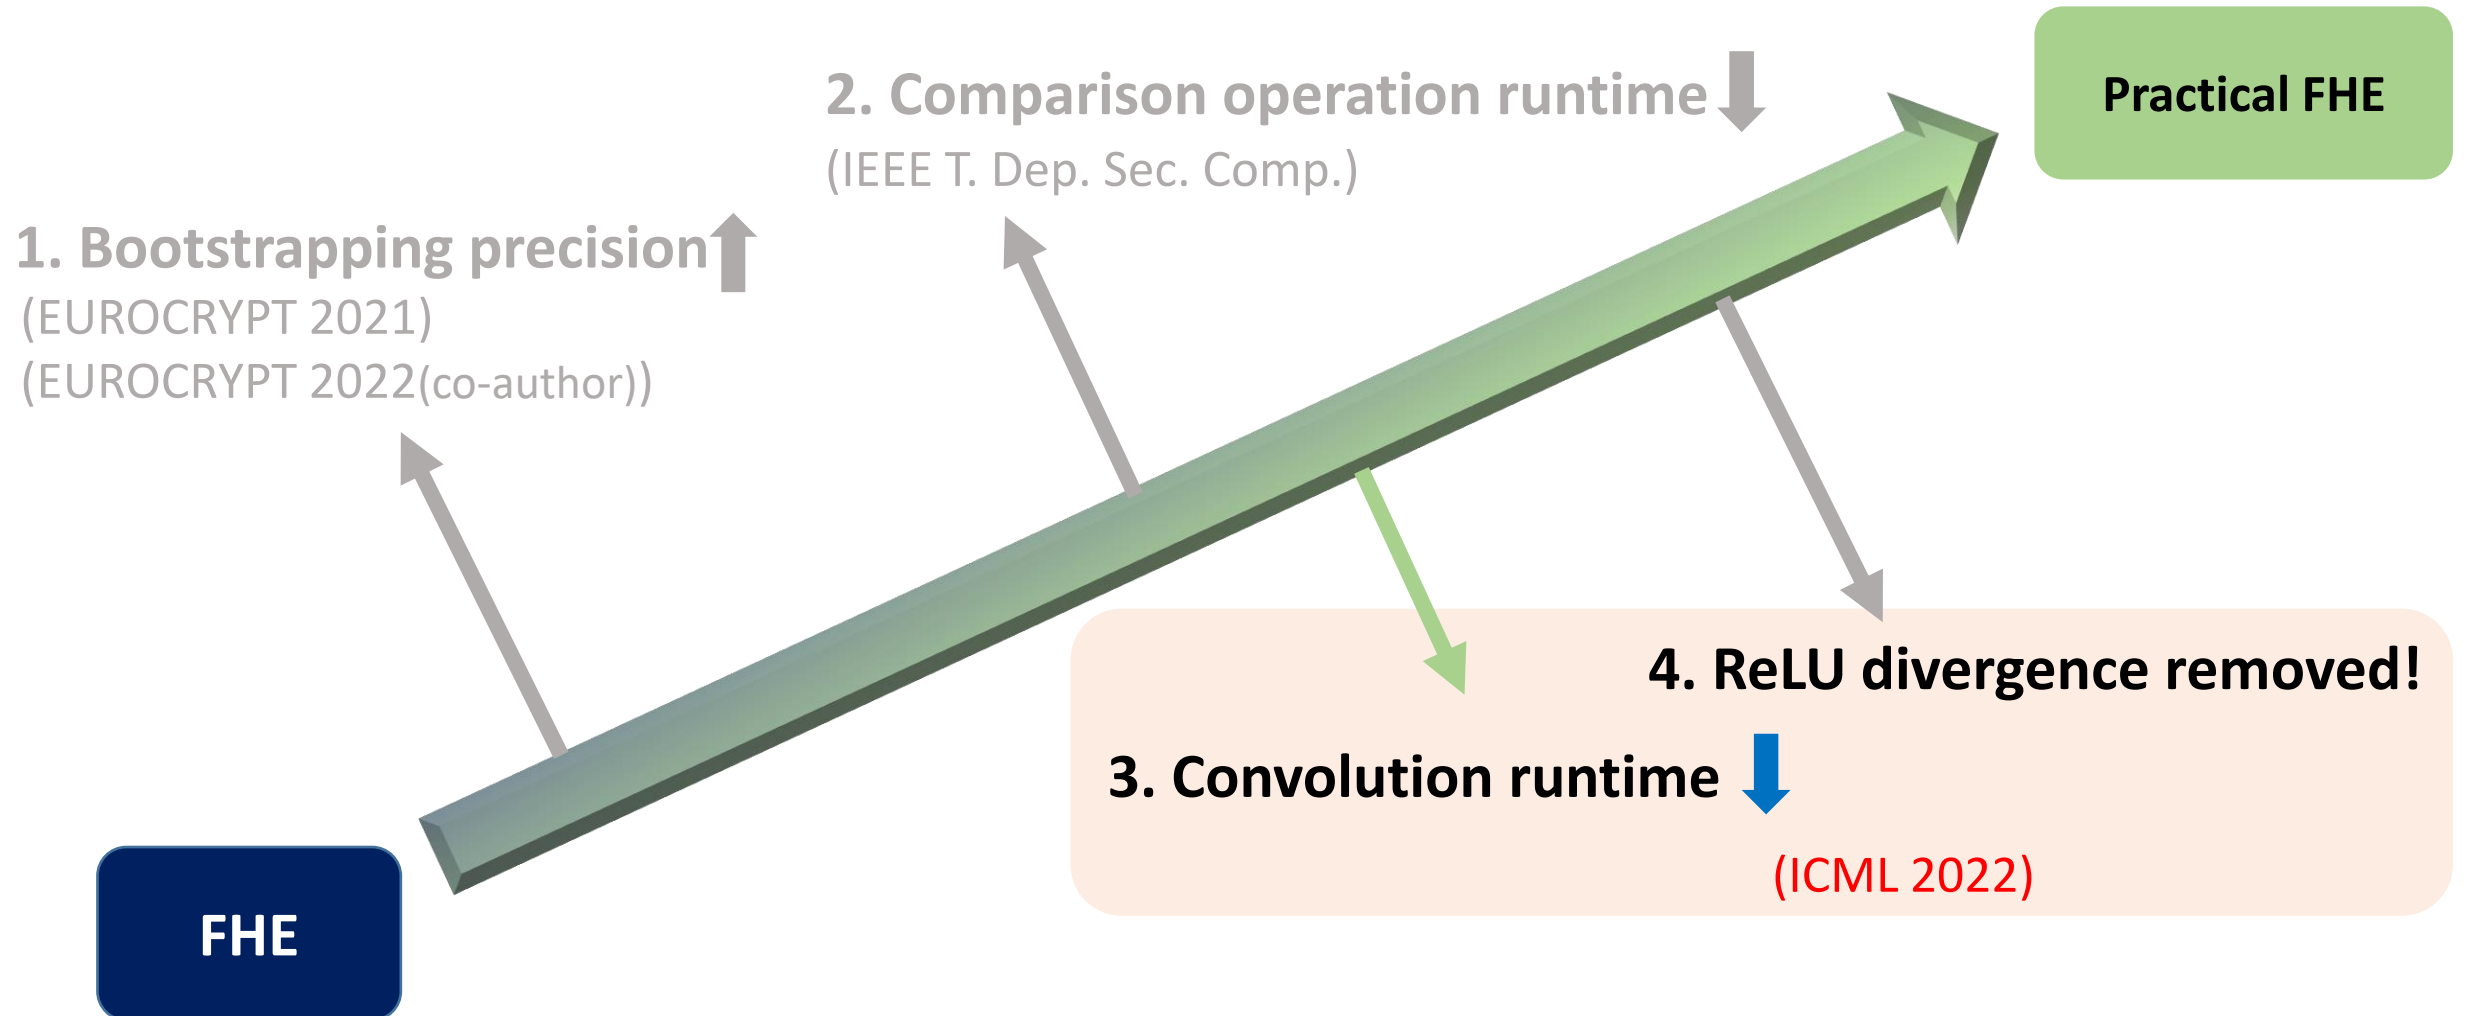 Practical FHE
2. Comparison operation runtime
(IEEE T. Dep. Sec. Comp.)
1. Bootstrapping precision
(EUROCRYPT 2021)
(EUROCRYPT 2022(co-author))
4. ReLU divergence removed!
3. Convolution runtime
(ICML 2022)
FHE